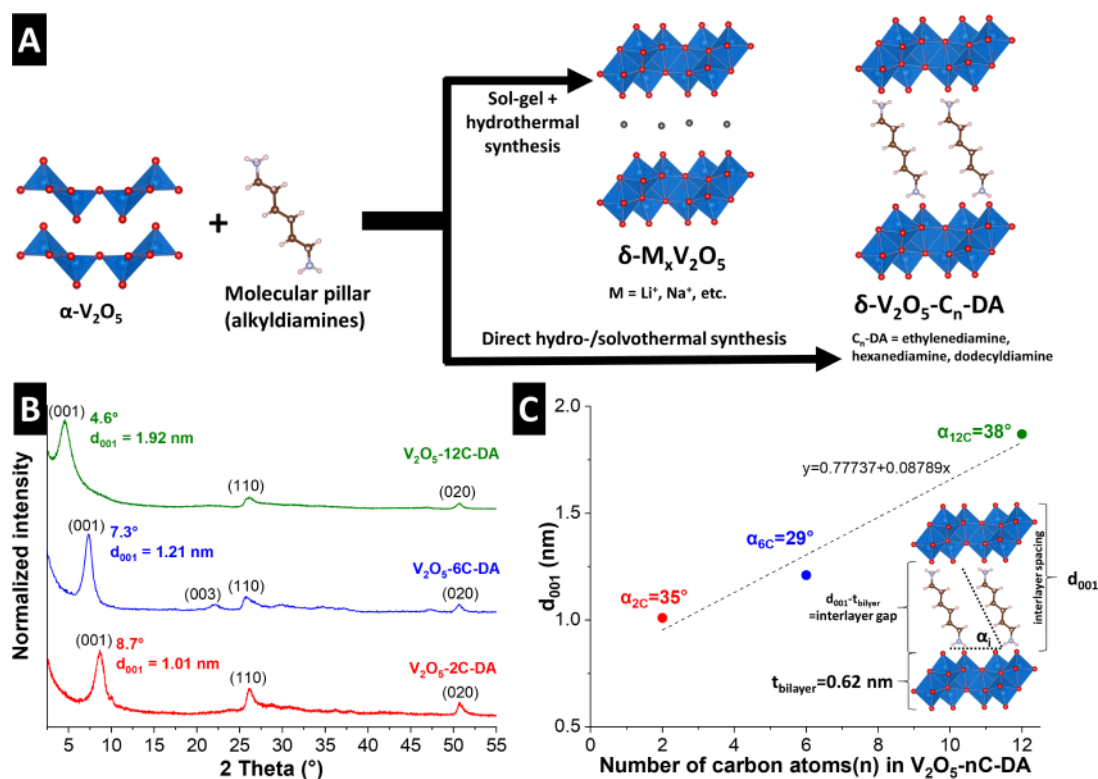 A
α-V₂O₅
+
Molecular pillar
(alkyldiamines)
Sol-gel +
hydrothermal
synthesis
δ-MₓV₂O₅
M = Li⁺, Na⁺, etc.
Direct hydro-/solvothermal synthesis
δ-V₂O₅-Cₙ-DA
Cₙ-DA = ethylenediamine,
hexanediamine, dodecyldiamine
B
Normalized intensity
(001)
4.6°
d₀₀₁ = 1.92 nm
V₂O₅-12C-DA
(110)
(020)
(001)
7.3°
d₀₀₁ = 1.21 nm
V₂O₅-6C-DA
(003)
(110)
(020)
(001)
8.7°
d₀₀₁ = 1.01 nm
V₂O₅-2C-DA
(110)
(020)
5 10 15 20 25 30 35 40 45 50 55
2 Theta (°)
C
d₀₀₁ (nm)
2.0
1.5
1.0
0.5
α₁₂C=38°
y=0.77737+0.08789x
α₆C=29°
α₂C=35°
d₀₀₁-tbilyer
=interlayer gap
αᵢ
interlayer spacing
d₀₀₁
tbilayer=0.62 nm
0 2 4 6 8 10 12
Number of carbon atoms(n) in V₂O₅-nC-DA